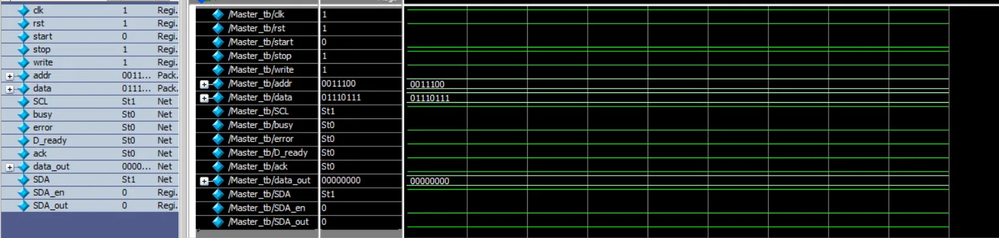 clk 1 Regi.
rst 1 Regi.
start 0 Regi.
stop 1 Regi.
write 1 Regi.
addr 0011... Pack.
data 0111... Pack.
SCL St1 Net
busy St0 Net
error St0 Net
D_ready St0 Net
ack St0 Net
data_out 0000... Net
SDA St1 Net
SDA_en 0 Regi.
SDA_out 0 Regi.
/Master_tb/clk 1
/Master_tb/rst 1
/Master_tb/start 0
/Master_tb/stop 1
/Master_tb/write 1
/Master_tb/addr 0011100 0011100
/Master_tb/data 01110111 01110111
/Master_tb/SCL St1
/Master_tb/busy St0
/Master_tb/error St0
/Master_tb/D_ready St0
/Master_tb/ack St0
/Master_tb/data_out 00000000 00000000
/Master_tb/SDA St1
/Master_tb/SDA_en 0
/Master_tb/SDA_out 0